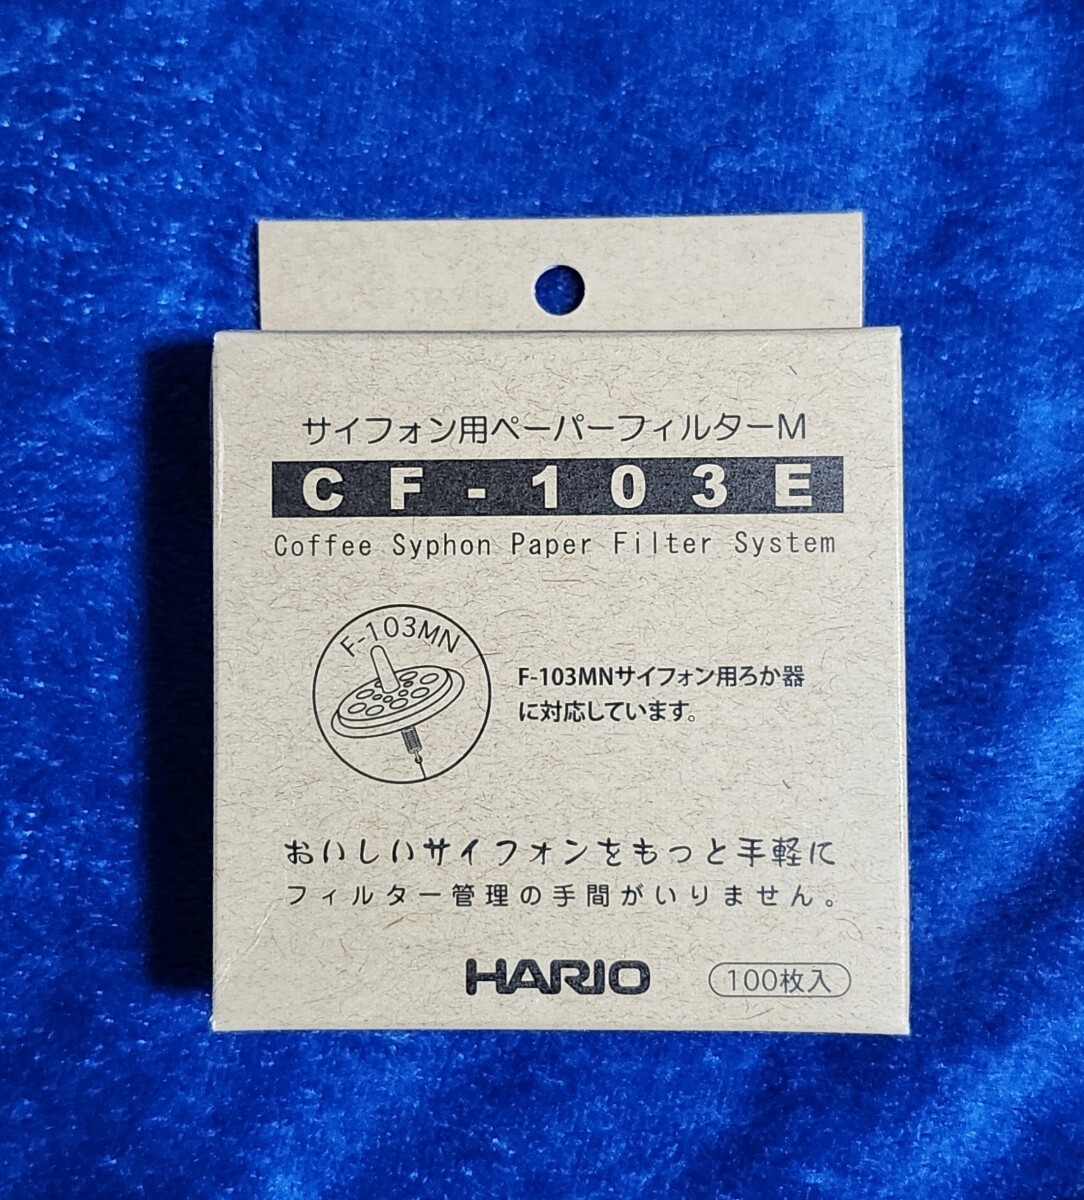 サイフォン用ペーパーフィルターM
CF-103E
Coffee Syphon Paper Filter System
F-103MN
F-103MNサイフォン用ろか器
に対応しています。
おいしいサイフォンをもっと手軽に
フィルター管理の手間がいりません。
HARIO
100枚入